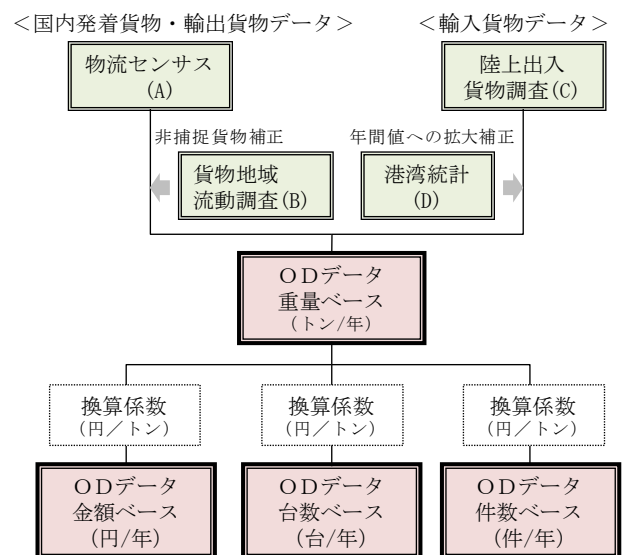 ＜国内発着貨物・輸出貨物データ＞
＜輸入貨物データ＞
物流センサス
(A)
陸上出入
貨物調査(C)
非捕捉貨物補正
年間値への拡大補正
貨物地域
流動調査(B)
港湾統計
(D)
ＯＤデータ
重量ベース
(トン/年)
換算係数
(円／トン)
換算係数
(円／トン)
換算係数
(円／トン)
ＯＤデータ
金額ベース
(円/年)
ＯＤデータ
台数ベース
(台/年)
ＯＤデータ
件数ベース
(件/年)